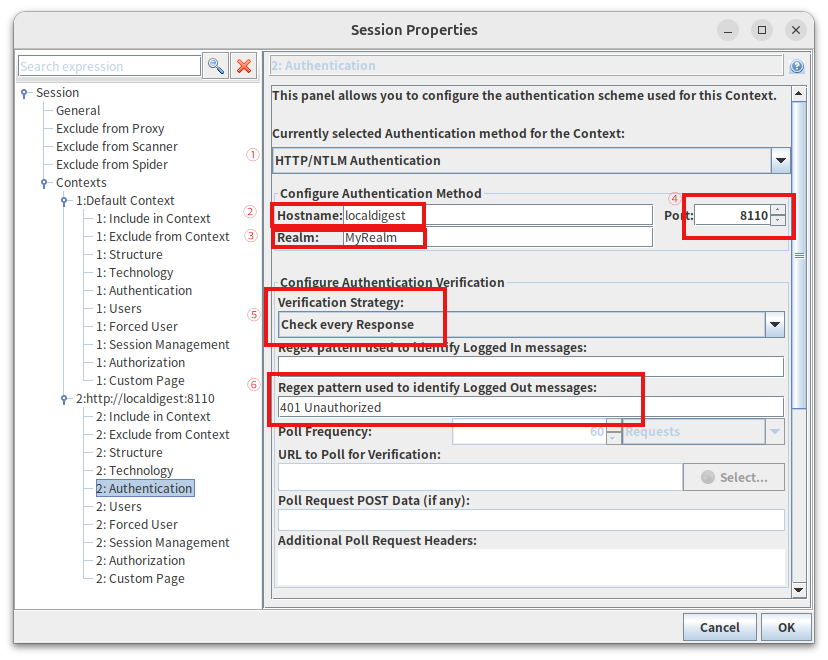 Session Properties
Search expression
Session
General
Exclude from Proxy
Exclude from Scanner
Exclude from Spider
Contexts
1:Default Context
1: Include in Context
1: Exclude from Context
1: Structure
1: Technology
1: Authentication
1: Users
1: Forced User
1: Session Management
1: Authorization
1: Custom Page
2:http://localdigest:8110
2: Include in Context
2: Exclude from Context
2: Structure
2: Technology
2: Authentication
2: Users
2: Forced User
2: Session Management
2: Authorization
2: Custom Page
2: Authentication
This panel allows you to configure the authentication scheme used for this Context.
Currently selected Authentication method for the Context:
①
HTTP/NTLM Authentication
Configure Authentication Method
② Hostname: localdigest ④ Port: 8110
③ Realm: MyRealm
Configure Authentication Verification
Verification Strategy:
⑤ Check every Response
Regex pattern used to identify Logged In messages:
⑥ Regex pattern used to identify Logged Out messages:
401 Unauthorized
Poll Frequency: 60 Requests
URL to Poll for Verification:
Select...
Poll Request POST Data (if any):
Additional Poll Request Headers:
Cancel OK